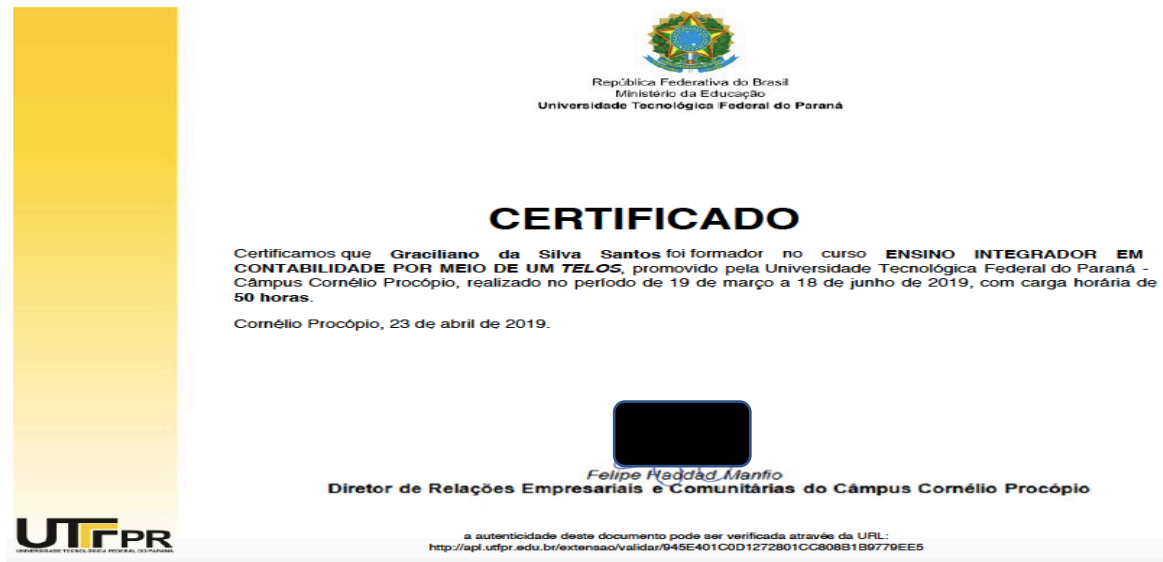 República Federativa do Brasil
Ministério da Educação
Universidade Tecnológica Federal do Paraná
CERTIFICADO
Certificamos que Graciliano da Silva Santos foi formador no curso ENSINO INTEGRADOR EM
CONTABILIDADE POR MEIO DE UM TELOS, promovido pela Universidade Tecnológica Federal do Paraná -
Câmpus Cornélio Procópio, realizado no período de 19 de março a 18 de junho de 2019, com carga horária de
50 horas.
Cornélio Procópio, 23 de abril de 2019.
Felipe Haddad Manfio
Diretor de Relações Empresariais e Comunitárias do Câmpus Cornélio Procópio
UTFPR
UNIVERSIDADE TECNOLÓGICA FEDERAL DO PARANÁ
a autenticidade deste documento pode ser verificada através da URL:
http://apl.utfpr.edu.br/extensao/validar/945E401C0D1272801CC808B1B9779EE5